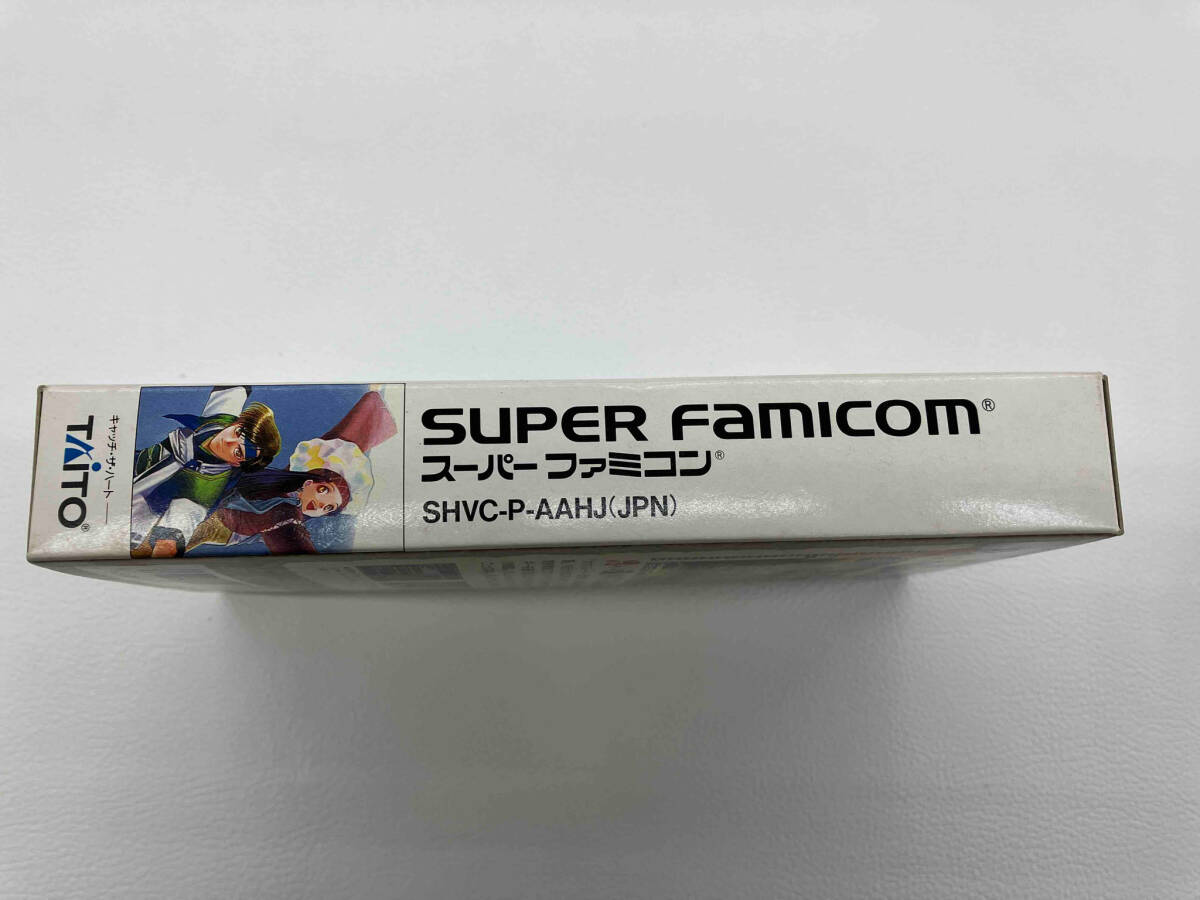 キャッチ・ザ・ハート
TAITO®
SUPER FAMICOM®
スーパーファミコン®
SHVC-P-AAHJ(JPN)